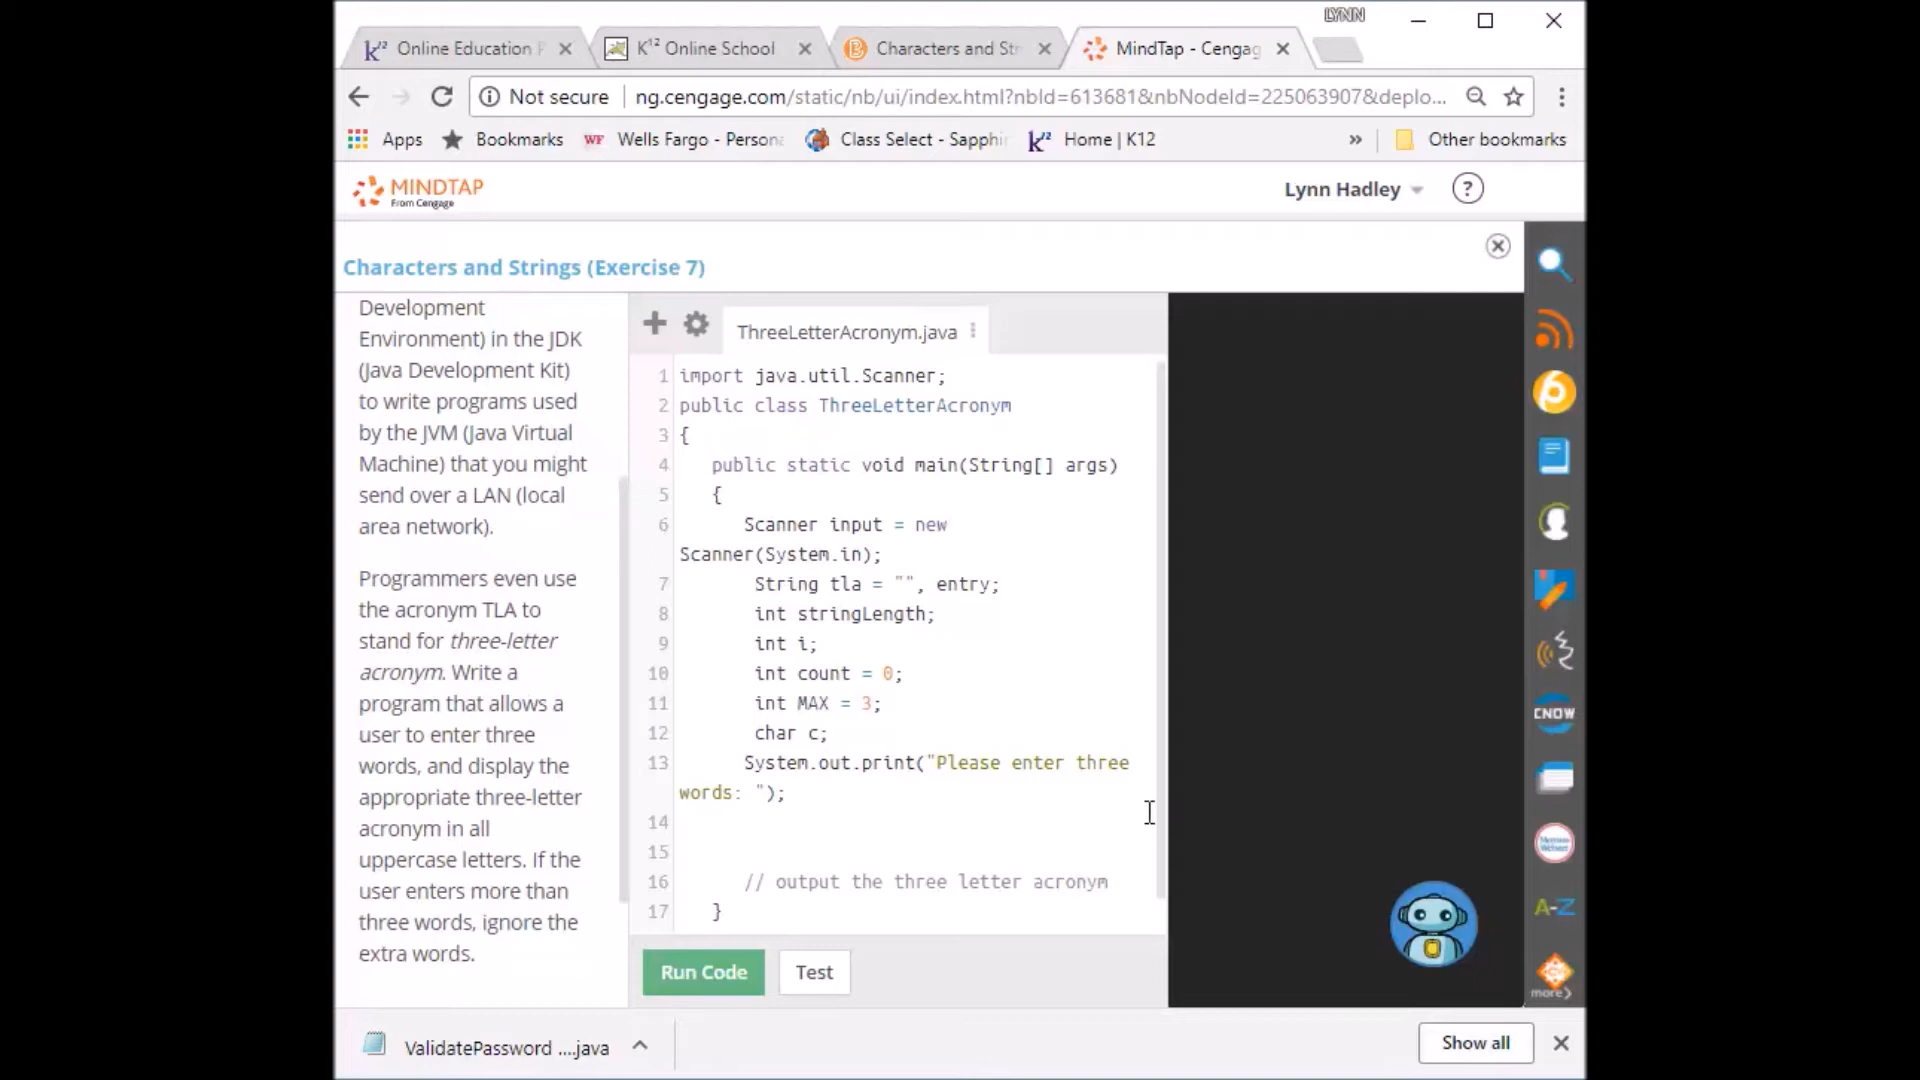 LYNN
Online Education P
K¹² Online School
Characters and Str
MindTap - Cengag
Not secure
ng.cengage.com/static/nb/ui/index.html?nbId=613681&nbNodeId=225063907&deplo...
Apps
Bookmarks
WF Wells Fargo - Persona
Class Select - Sapphi
Home | K12
»
Other bookmarks
MINDTAP
From Cengage
Lynn Hadley
?
Characters and Strings (Exercise 7)
Development
Environment) in the JDK
(Java Development Kit)
to write programs used
by the JVM (Java Virtual
Machine) that you might
send over a LAN (local
area network).
Programmers even use
the acronym TLA to
stand for three-letter
acronym. Write a
program that allows a
user to enter three
words, and display the
appropriate three-letter
acronym in all
uppercase letters. If the
user enters more than
three words, ignore the
extra words.
ThreeLetterAcronym.java
1 import java.util.Scanner;
2 public class ThreeLetterAcronym
3 {
4 public static void main(String[] args)
5 {
6 Scanner input = new
Scanner(System.in);
7 String tla = "", entry;
8 int stringLength;
9 int i;
10 int count = 0;
11 int MAX = 3;
12 char c;
13 System.out.print("Please enter three
words: ");
14
15
16 // output the three letter acronym
17 }
Run Code
Test
CNOW
Merriam
Webster
A-Z
more>
ValidatePassword ....java
Show all